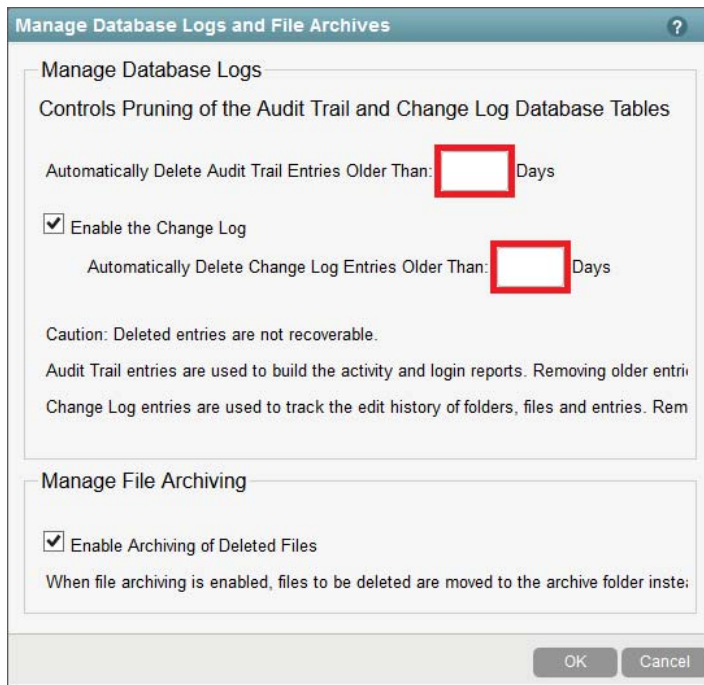 Manage Database Logs and File Archives ?
Manage Database Logs
Controls Pruning of the Audit Trail and Change Log Database Tables
Automatically Delete Audit Trail Entries Older Than: Days
Enable the Change Log
Automatically Delete Change Log Entries Older Than: Days
Caution: Deleted entries are not recoverable.
Audit Trail entries are used to build the activity and login reports. Removing older entri
Change Log entries are used to track the edit history of folders, files and entries. Rem
Manage File Archiving
Enable Archiving of Deleted Files
When file archiving is enabled, files to be deleted are moved to the archive folder inste
OK Cancel